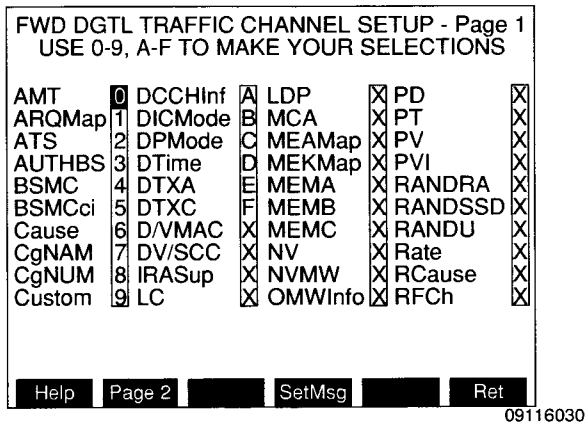 FWD DGTL TRAFFIC CHANNEL SETUP - Page 1
USE 0-9, A-F TO MAKE YOUR SELECTIONS
AMT 0 DCCHInf A LDP X PD X
ARQMap 1 DICMode B MCA X PT X
ATS 2 DPMode C MEAMap X PV X
AUTHBS 3 DTime D MEKMap X PVI X
BSMC 4 DTXA E MEMA X RANDRA X
BSMCci 5 DTXC F MEMB X RANDSSD X
Cause 6 D/VMAC X MEMC X RANDU X
CgNAM 7 DV/SCC X NV X Rate X
CgNUM 8 IRASup X NVMW X RCause X
Custom 9 LC X OMWInfo X RFCh X
Help Page 2 SetMsg Ret
09116030